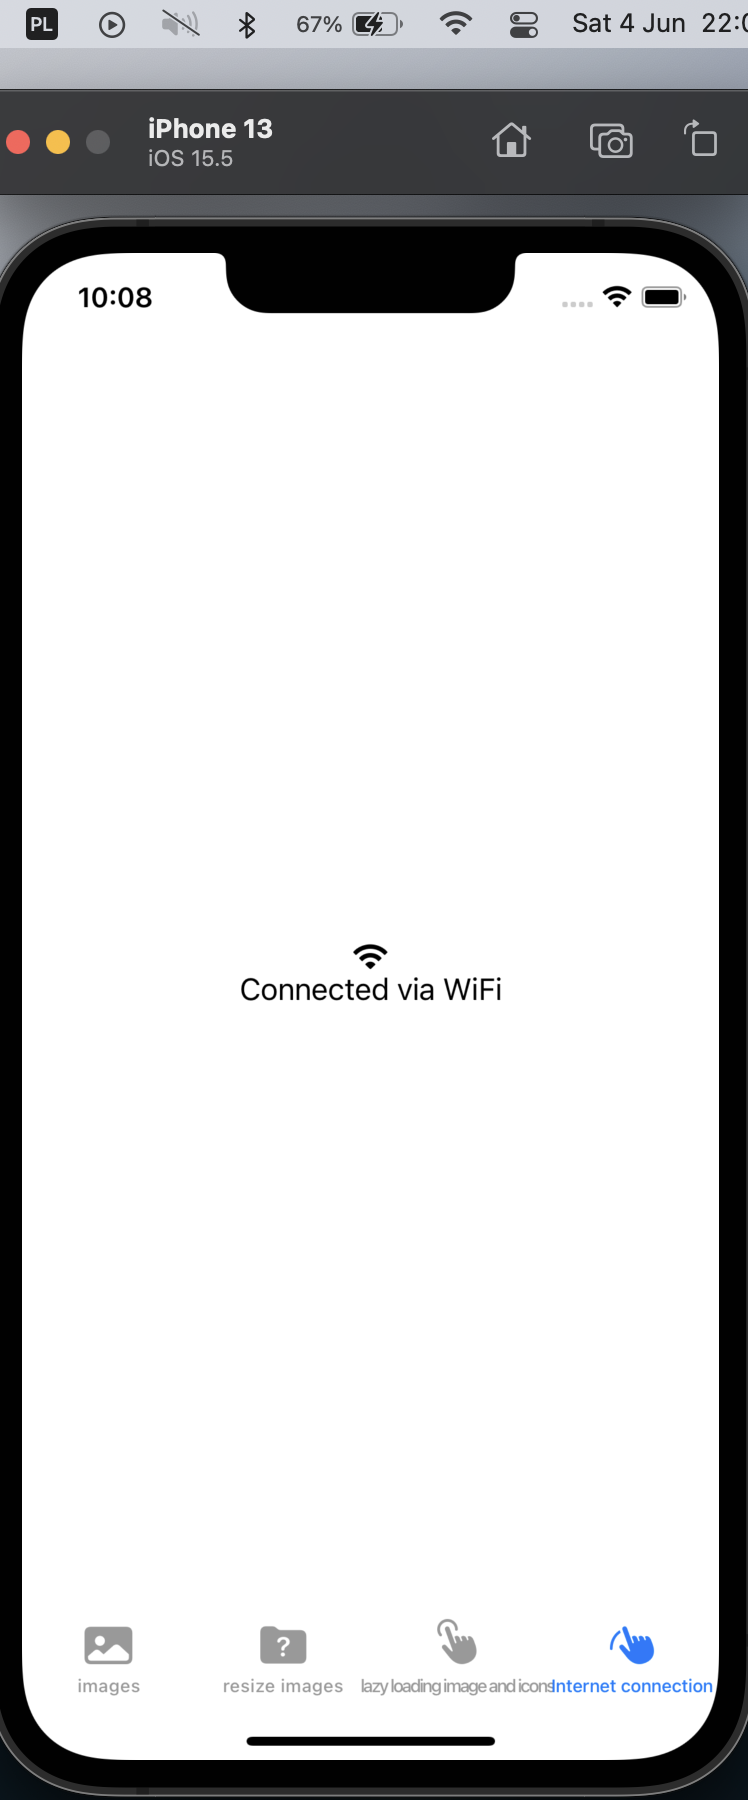 PL 67% Sat 4 Jun 22:0
iPhone 13
iOS 15.5
10:08
Connected via WiFi
?
images resize images lazy loading image and icons Internet connection